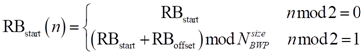 RB_start(n) = { RB_start n mod 2 = 0
(RB_start + RB_offset) mod N_BWP^size n mod 2 = 1